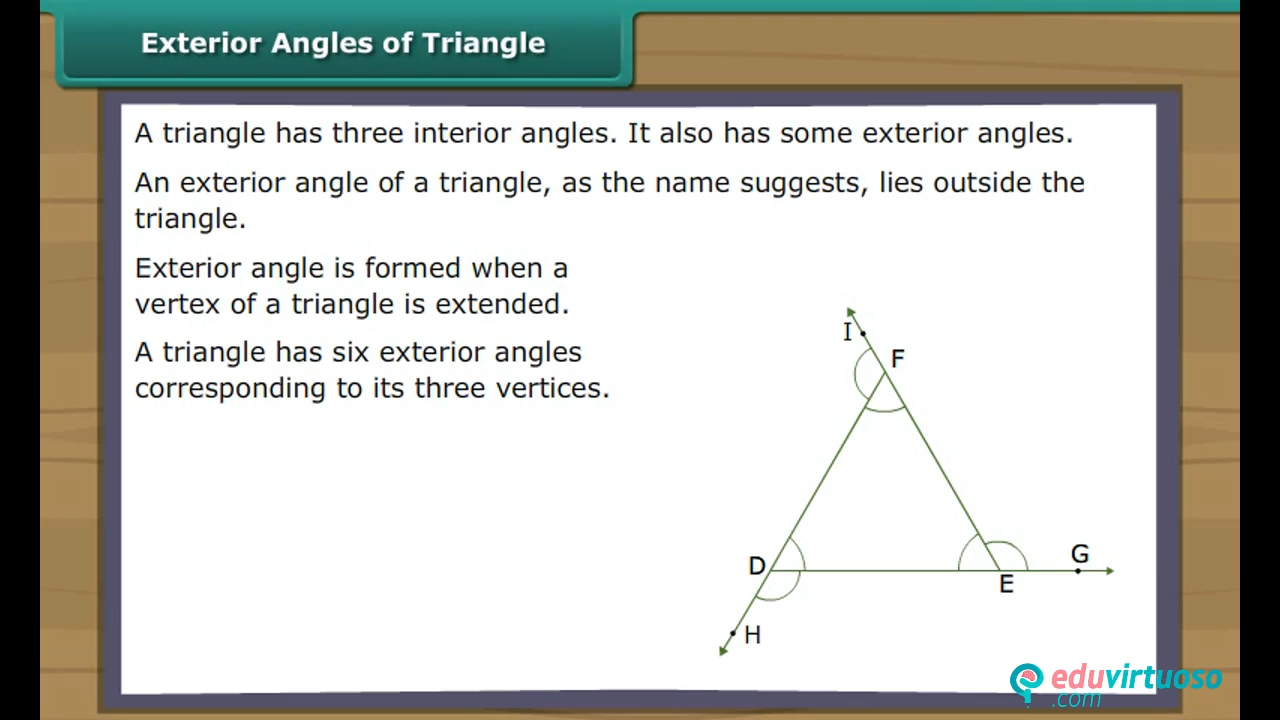 Exterior Angles of Triangle
A triangle has three interior angles. It also has some exterior angles.
An exterior angle of a triangle, as the name suggests, lies outside the
triangle.
Exterior angle is formed when a
vertex of a triangle is extended.
A triangle has six exterior angles
corresponding to its three vertices.
I
F
D
E
G
H
eduvirtuoso
.com